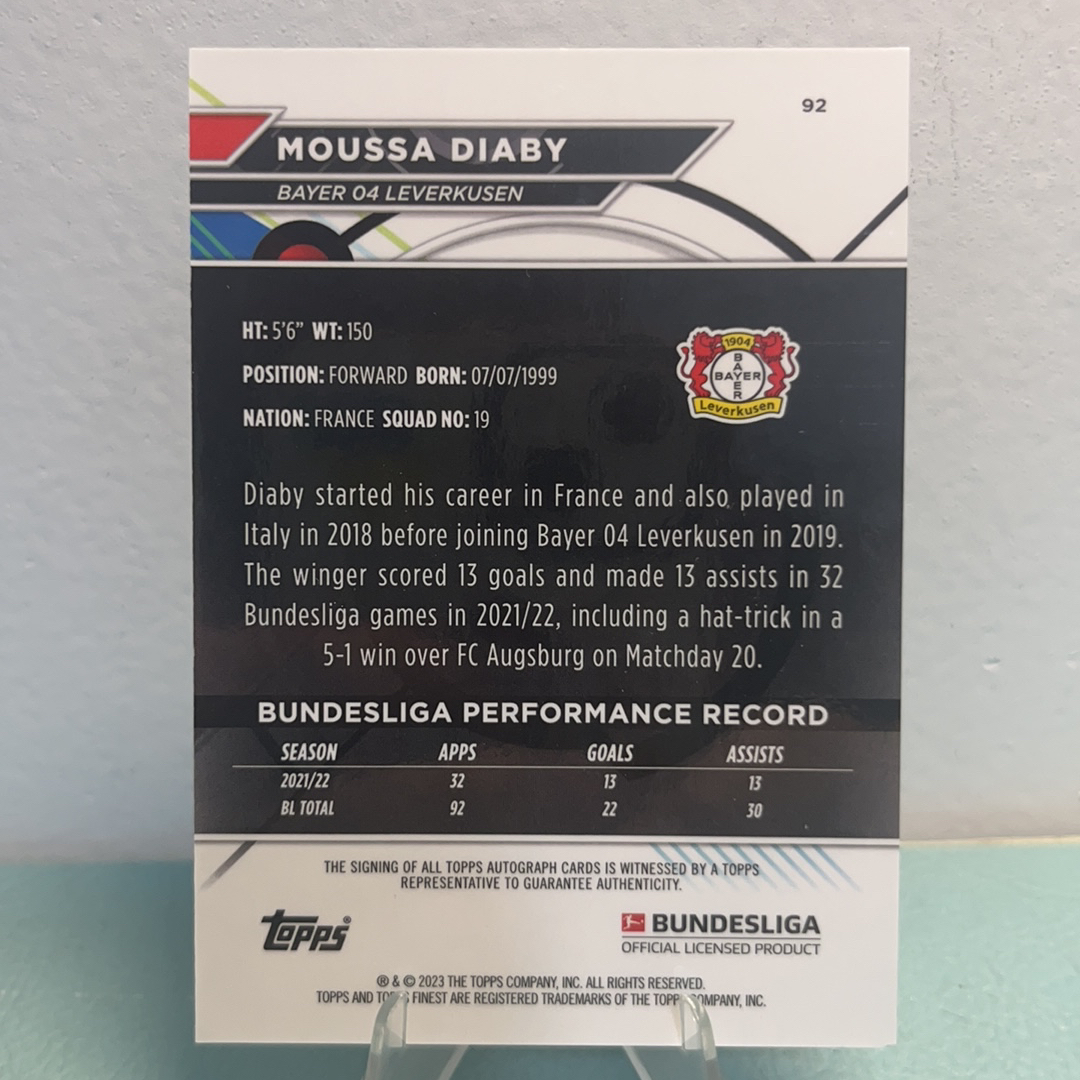 92
MOUSSA DIABY
BAYER 04 LEVERKUSEN
HT: 5'6" WT: 150
POSITION: FORWARD BORN: 07/07/1999
NATION: FRANCE SQUAD NO: 19
1904
BAYER
BAYER
Leverkusen
Diaby started his career in France and also played in
Italy in 2018 before joining Bayer 04 Leverkusen in 2019.
The winger scored 13 goals and made 13 assists in 32
Bundesliga games in 2021/22, including a hat-trick in a
5-1 win over FC Augsburg on Matchday 20.
BUNDESLIGA PERFORMANCE RECORD
SEASON APPS GOALS ASSISTS
2021/22 32 13 13
BL TOTAL 92 22 30
THE SIGNING OF ALL TOPPS AUTOGRAPH CARDS IS WITNESSED BY A TOPPS
REPRESENTATIVE TO GUARANTEE AUTHENTICITY.
topps®
BUNDESLIGA
OFFICIAL LICENSED PRODUCT
® & © 2023 THE TOPPS COMPANY, INC. ALL RIGHTS RESERVED.
TOPPS AND FINEST ARE REGISTERED TRADEMARKS OF THE INC.